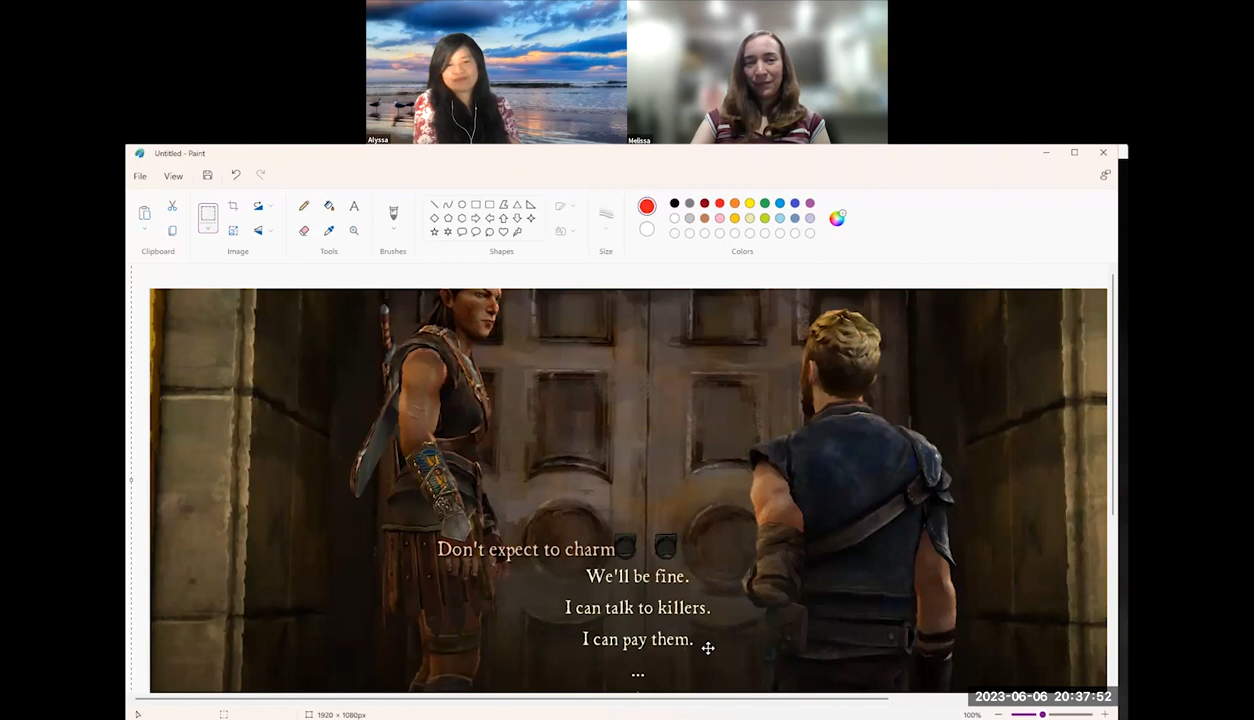 Alyssa
Melissa
Untitled - Paint
File
View
Clipboard
Image
Tools
Brushes
Shapes
Size
Colors
Don't expect to charm
We'll be fine.
I can talk to killers.
I can pay them.
...
2023-06-06 20:37:52
1920 × 1080px
100%